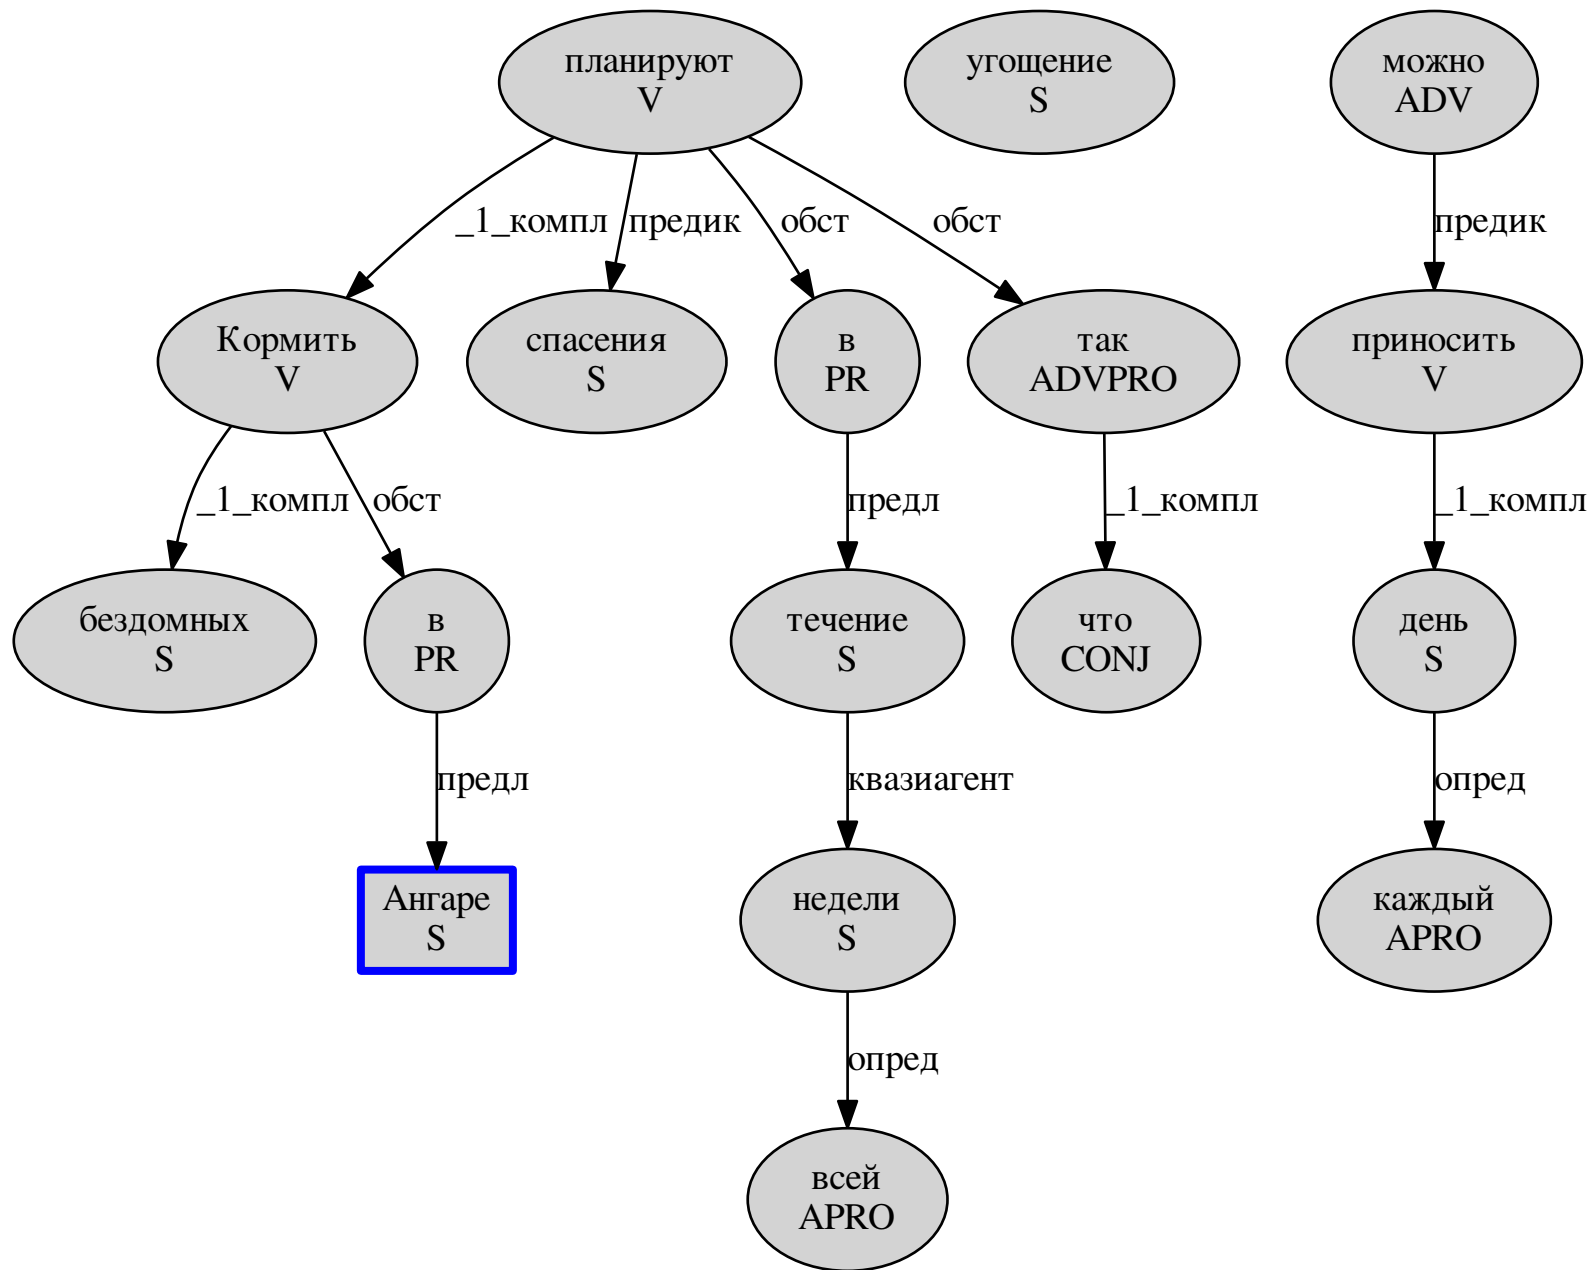 планируют
V
угощение
S
можно
ADV
_1_компл
предик
обст
обст
предик
Кормить
V
спасения
S
в
PR
так
ADVPRO
приносить
V
_1_компл
обст
предл
_1_компл
_1_компл
бездомных
S
в
PR
течение
S
что
CONJ
день
S
предл
квазиагент
опред
Ангаре
S
недели
S
каждый
APRO
опред
всей
APRO